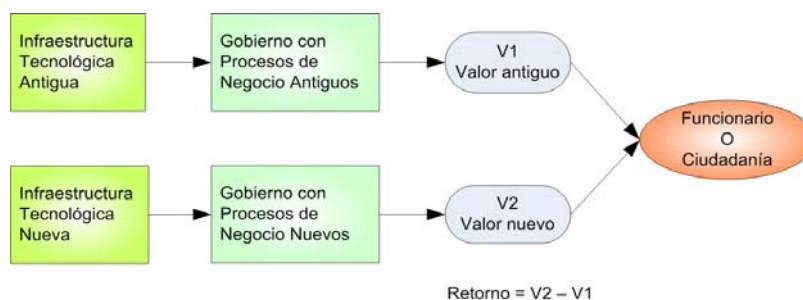 Infraestructura
Tecnológica
Antigua
Gobierno con
Procesos de
Negocio Antiguos
V1
Valor antiguo
Funcionario
O
Ciudadanía
Infraestructura
Tecnológica
Nueva
Gobierno con
Procesos de
Negocio Nuevos
V2
Valor nuevo
Retorno = V2 – V1